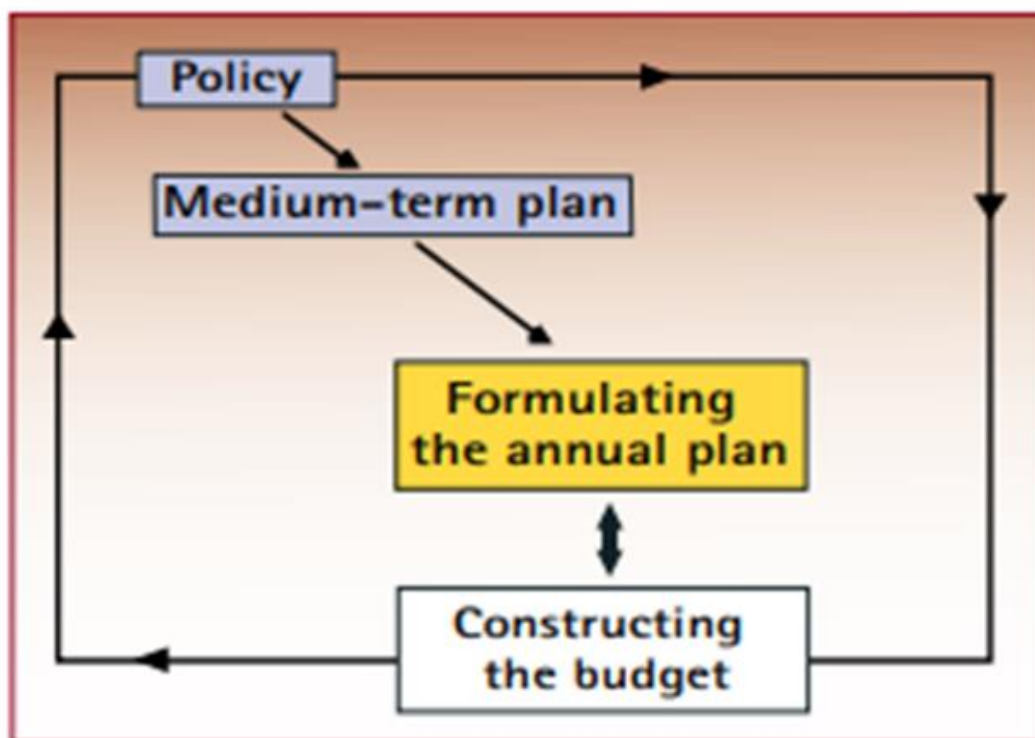 Policy
Medium-term plan
Formulating
the annual plan
Constructing
the budget